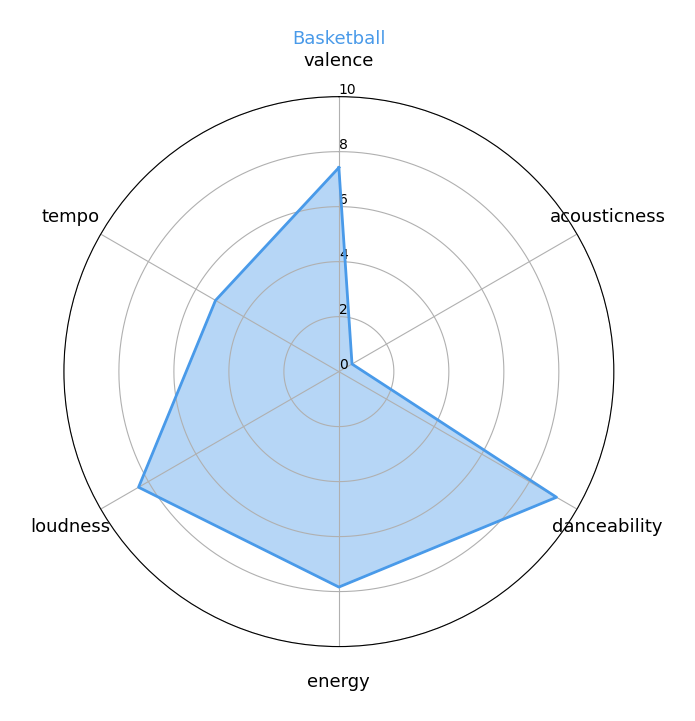 Basketball
valence
10
8
6
4
2
0
tempo
acousticness
loudness
danceability
energy